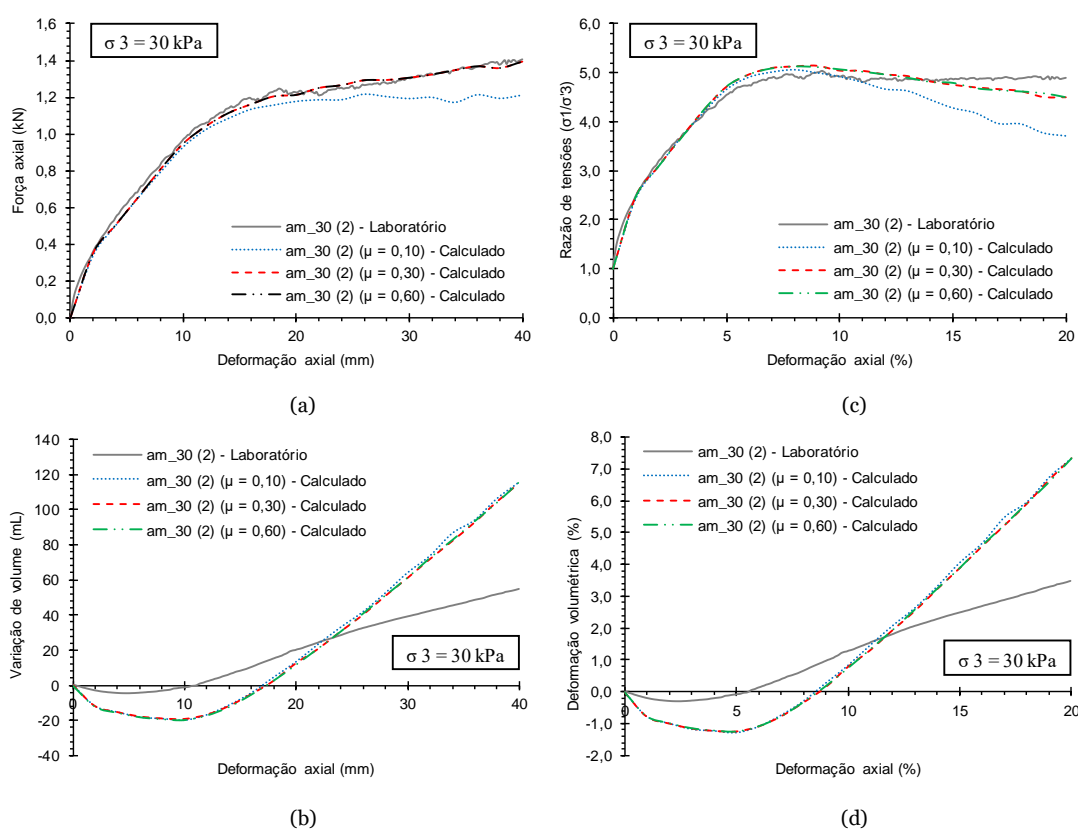 σ 3 = 30 kPa
1,6
1,4
1,2
1,0
0,8
0,6
0,4
0,2
0,0
Força axial (kN)
am_30 (2) - Laboratório
am_30 (2) (μ = 0,10) - Calculado
am_30 (2) (μ = 0,30) - Calculado
am_30 (2) (μ = 0,60) - Calculado
0 10 20 30 40
Deformação axial (mm)
(a)
σ 3 = 30 kPa
6,0
5,0
4,0
3,0
2,0
1,0
0,0
Razão de tensões (σ1/σ'3)
am_30 (2) - Laboratório
am_30 (2) (μ = 0,10) - Calculado
am_30 (2) (μ = 0,30) - Calculado
am_30 (2) (μ = 0,60) - Calculado
0 5 10 15 20
Deformação axial (%)
(c)
140
120
100
80
60
40
20
0
-20
-40
Variação de volume (mL)
am_30 (2) - Laboratório
am_30 (2) (μ = 0,10) - Calculado
am_30 (2) (μ = 0,30) - Calculado
am_30 (2) (μ = 0,60) - Calculado
σ 3 = 30 kPa
0 10 20 30 40
Deformação axial (mm)
(b)
8,0
7,0
6,0
5,0
4,0
3,0
2,0
1,0
0,0
-1,0
-2,0
Deformação volumétrica (%)
am_30 (2) - Laboratório
am_30 (2) (μ = 0,10) - Calculado
am_30 (2) (μ = 0,30) - Calculado
am_30 (2) (μ = 0,60) - Calculado
σ 3 = 30 kPa
0 5 10 15 20
Deformação axial (%)
(d)